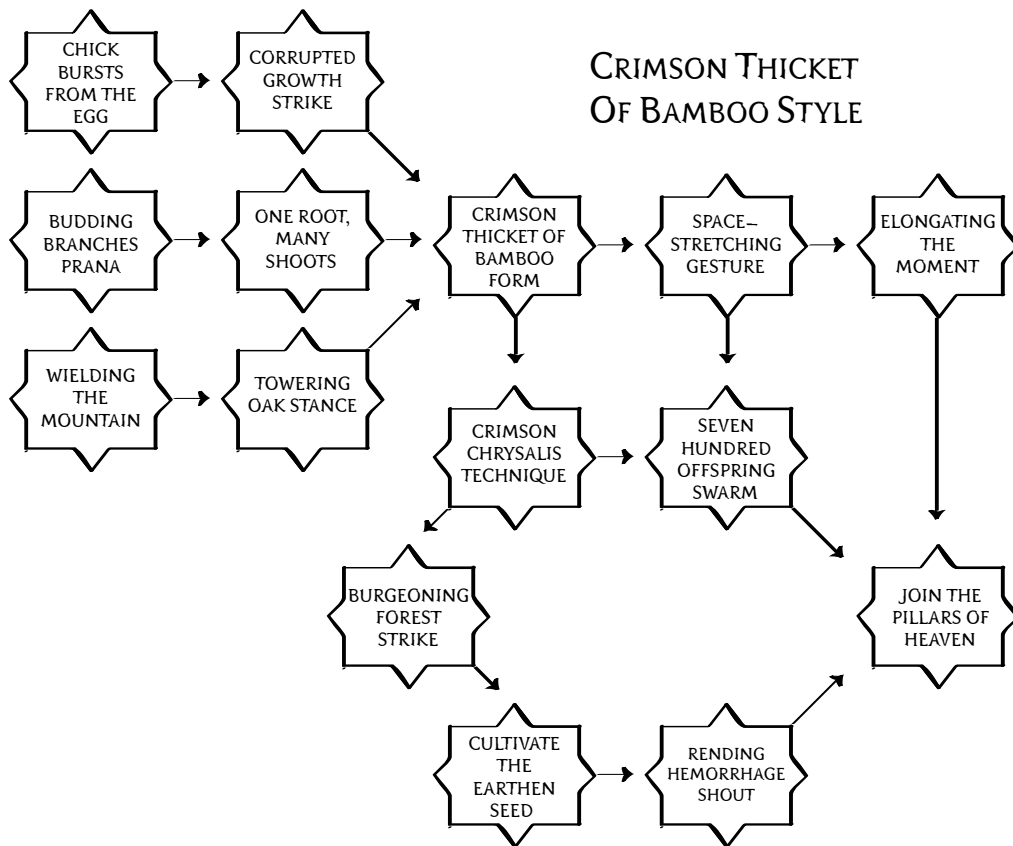 CRIMSON THICKET
OF BAMBOO STYLE
CHICK
BURSTS
FROM THE
EGG
CORRUPTED
GROWTH
STRIKE
BUDDING
BRANCHES
PRANA
ONE ROOT,
MANY
SHOOTS
CRIMSON
THICKET OF
BAMBOO
FORM
SPACE–
STRETCHING
GESTURE
ELONGATING
THE
MOMENT
WIELDING
THE
MOUNTAIN
TOWERING
OAK STANCE
CRIMSON
CHRYSALIS
TECHNIQUE
SEVEN
HUNDRED
OFFSPRING
SWARM
BURGEONING
FOREST
STRIKE
JOIN THE
PILLARS OF
HEAVEN
CULTIVATE
THE
EARTHEN
SEED
RENDING
HEMORRHAGE
SHOUT